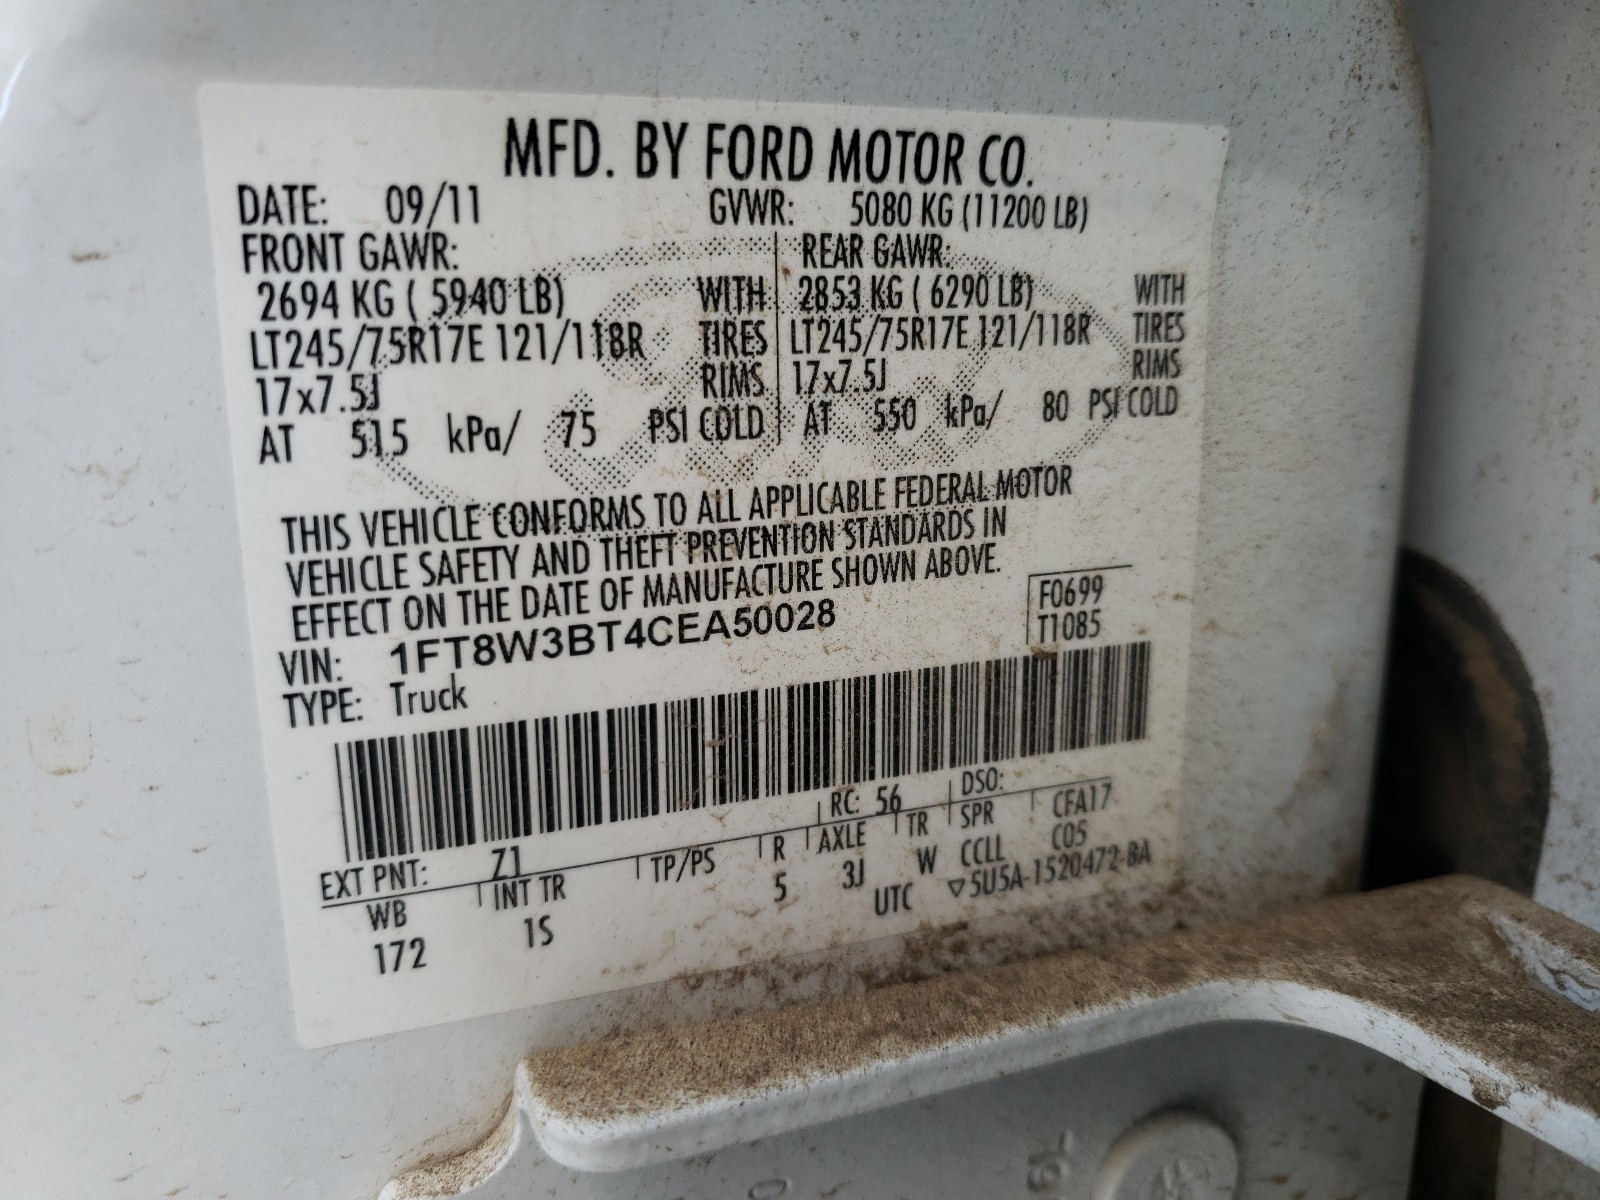 MFD. BY FORD MOTOR CO.
DATE: 09/11 GVWR: 5080 KG (11200 LB)
FRONT GAWR: REAR GAWR:
2694 KG ( 5940 LB) WITH 2853 KG ( 6290 LB) WITH
LT245/75R17E 121/118R TIRES LT245/75R17E 121/118R TIRES
17x7.5J RIMS 17x7.5J RIMS
AT 515 kPa/ 75 PSI COLD AT 550 kPa/ 80 PSI COLD
THIS VEHICLE CONFORMS TO ALL APPLICABLE FEDERAL MOTOR
VEHICLE SAFETY AND THEFT PREVENTION STANDARDS IN
EFFECT ON THE DATE OF MANUFACTURE SHOWN ABOVE.
F0699
VIN: 1FT8W3BT4CEA50028 T1085
TYPE: Truck
RC: 56 DSO:
EXT PNT: Z1
WB INT TR TP/PS R AXLE TR SPR CFA17
172 1S 5 3J W CCLL C05
UTC ▽5U5A-1520472-BA